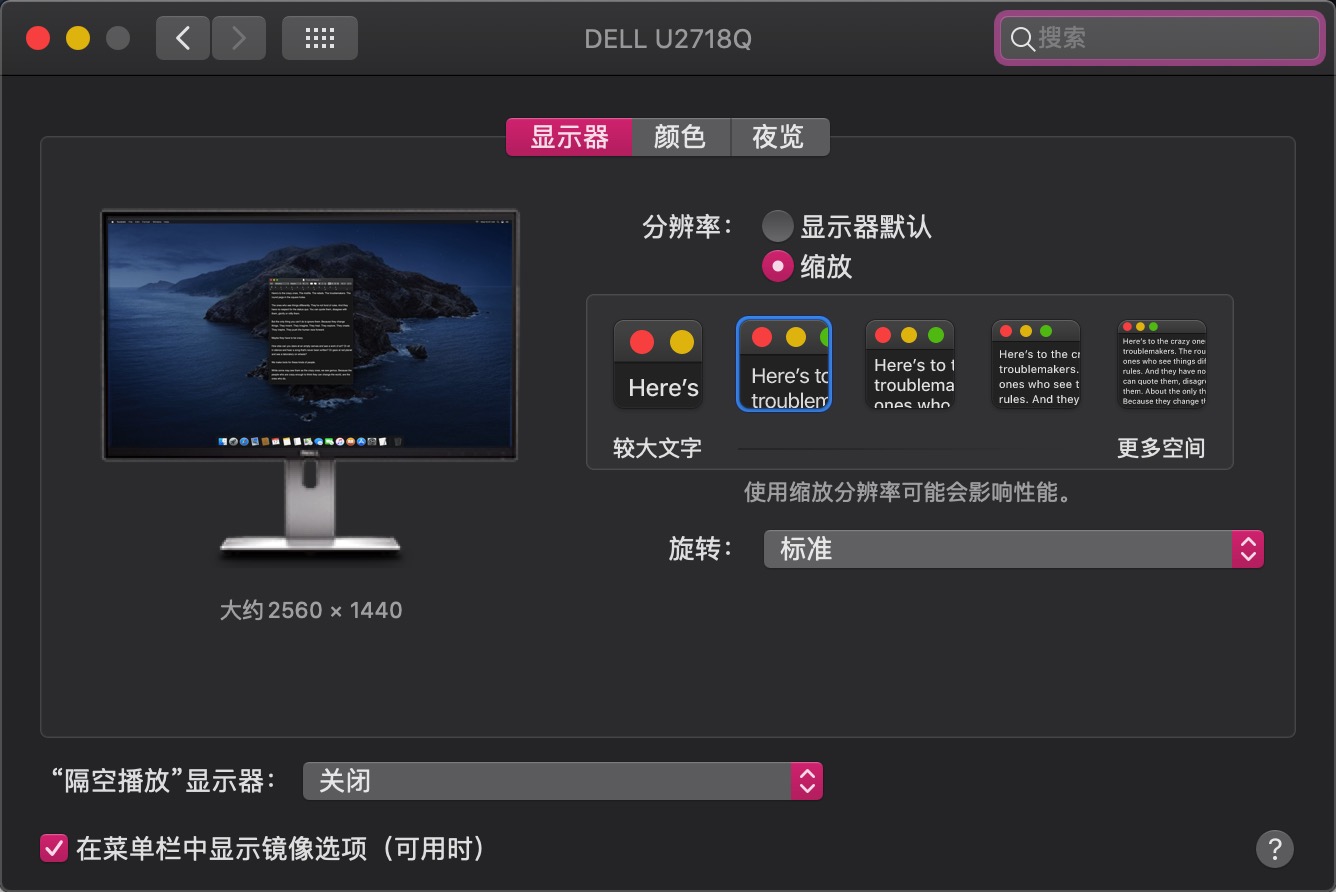 DELL U2718Q
搜索
显示器 颜色 夜览
分辨率： 显示器默认
缩放
Here's
Here's to
troublem
Here's to t
troublema
ones who
Here's to the cr
troublemakers.
ones who see t
rules. And they
Here's to the crazy one
troublemakers. The rou
ones who see things dif
rules. And they have no
can quote them, disagre
them. About the only th
Because they change th
较大文字 更多空间
使用缩放分辨率可能会影响性能。
旋转： 标准
大约 2560 × 1440
“隔空播放”显示器： 关闭
在菜单栏中显示镜像选项（可用时）
?